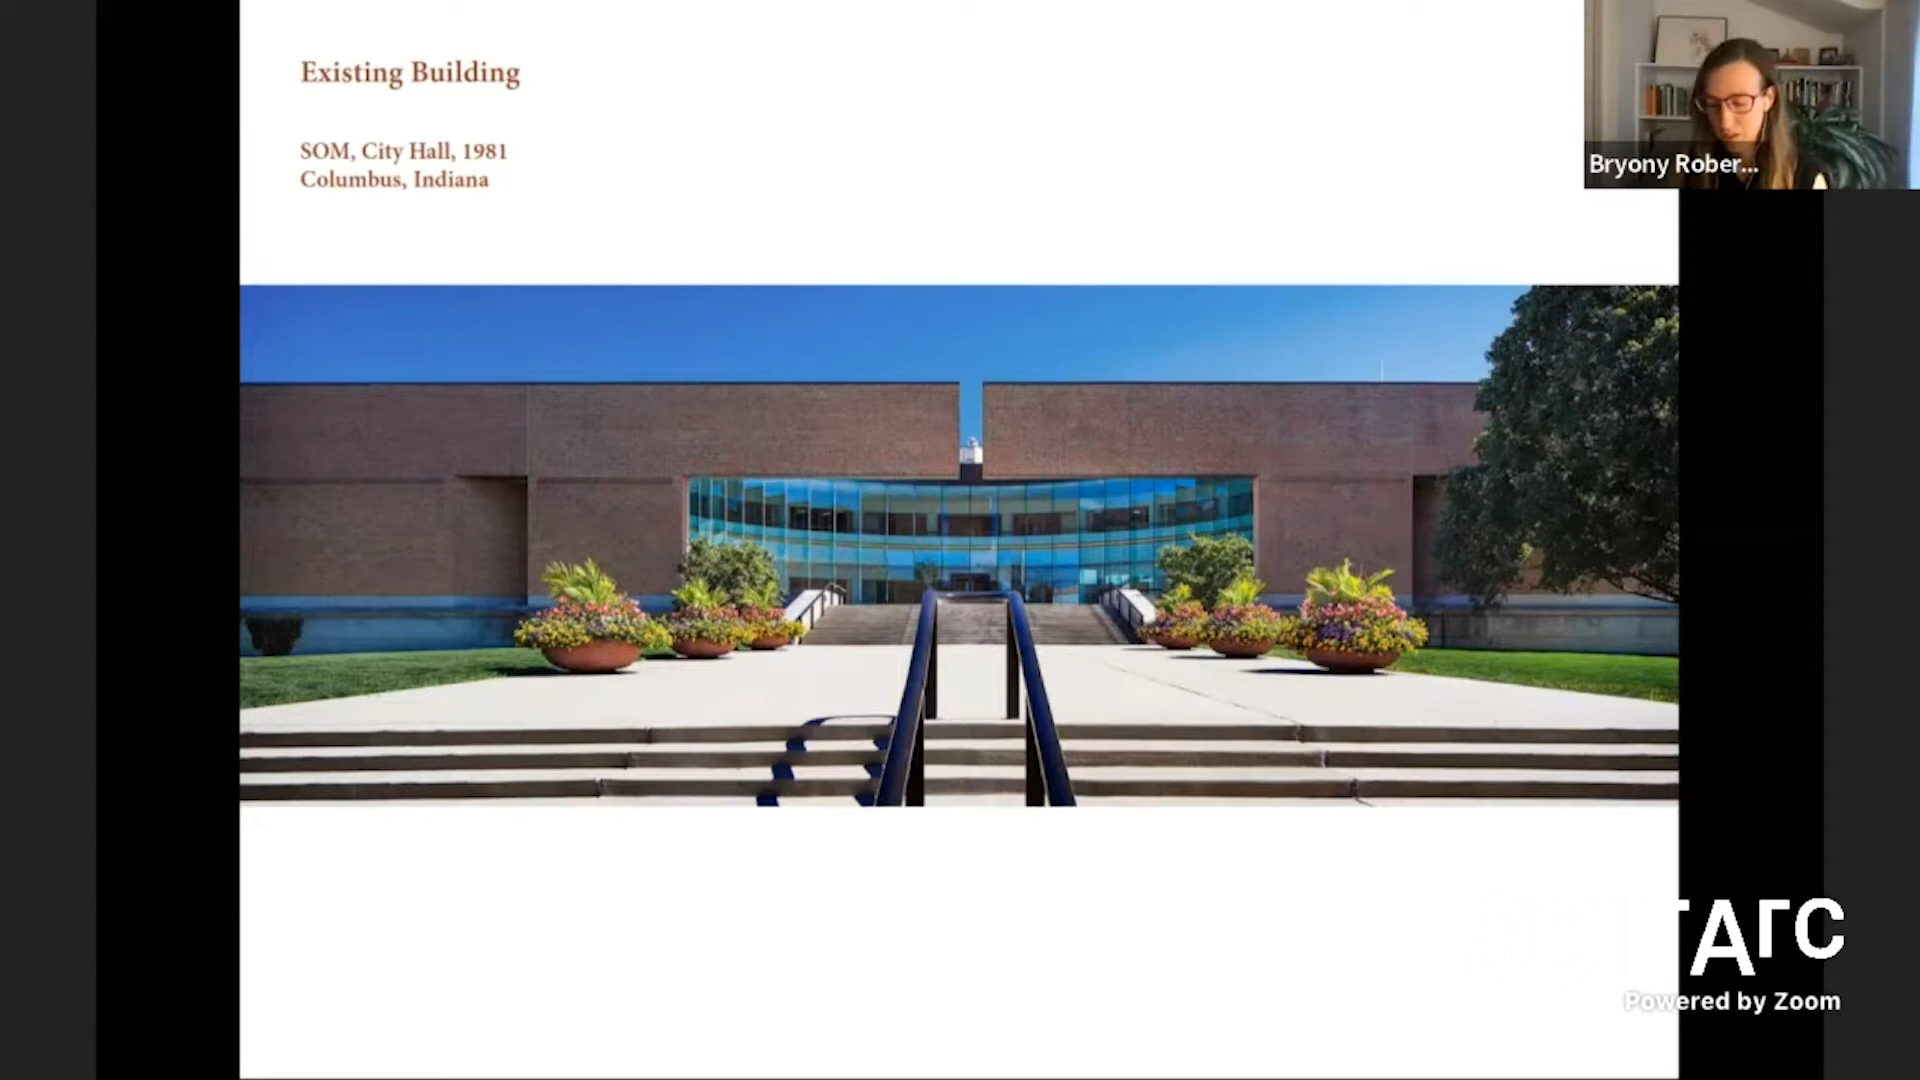 Existing Building
SOM, City Hall, 1981
Columbus, Indiana
Bryony Rober...
Powered by Zoom